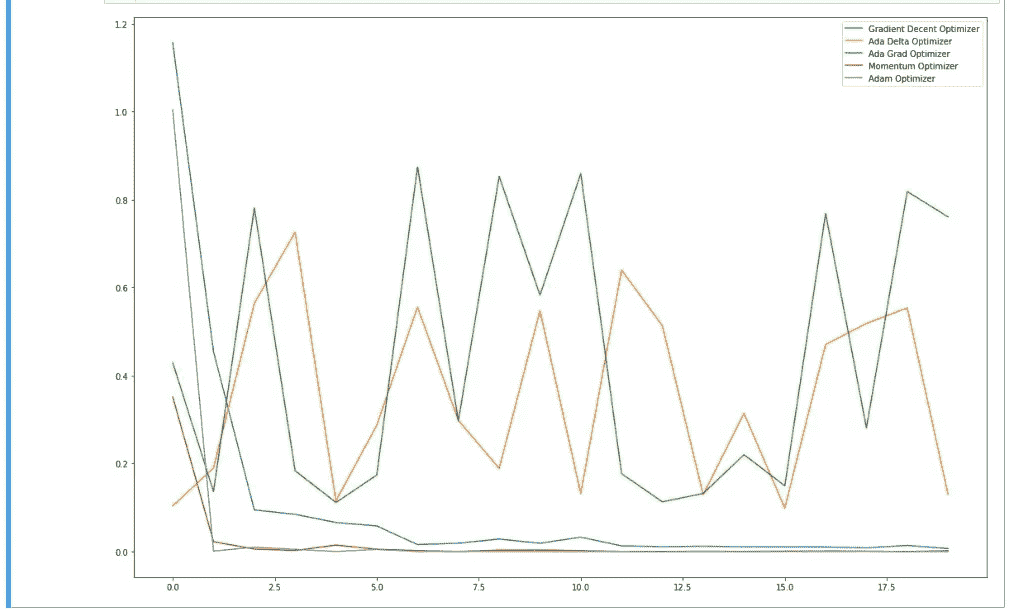 1.2
1.0
0.8
0.6
0.4
0.2
0.0
Gradient Decent Optimizer
Ada Delta Optimizer
Ada Grad Optimizer
Momentum Optimizer
Adam Optimizer
0.0 2.5 5.0 7.5 10.0 12.5 15.0 17.5